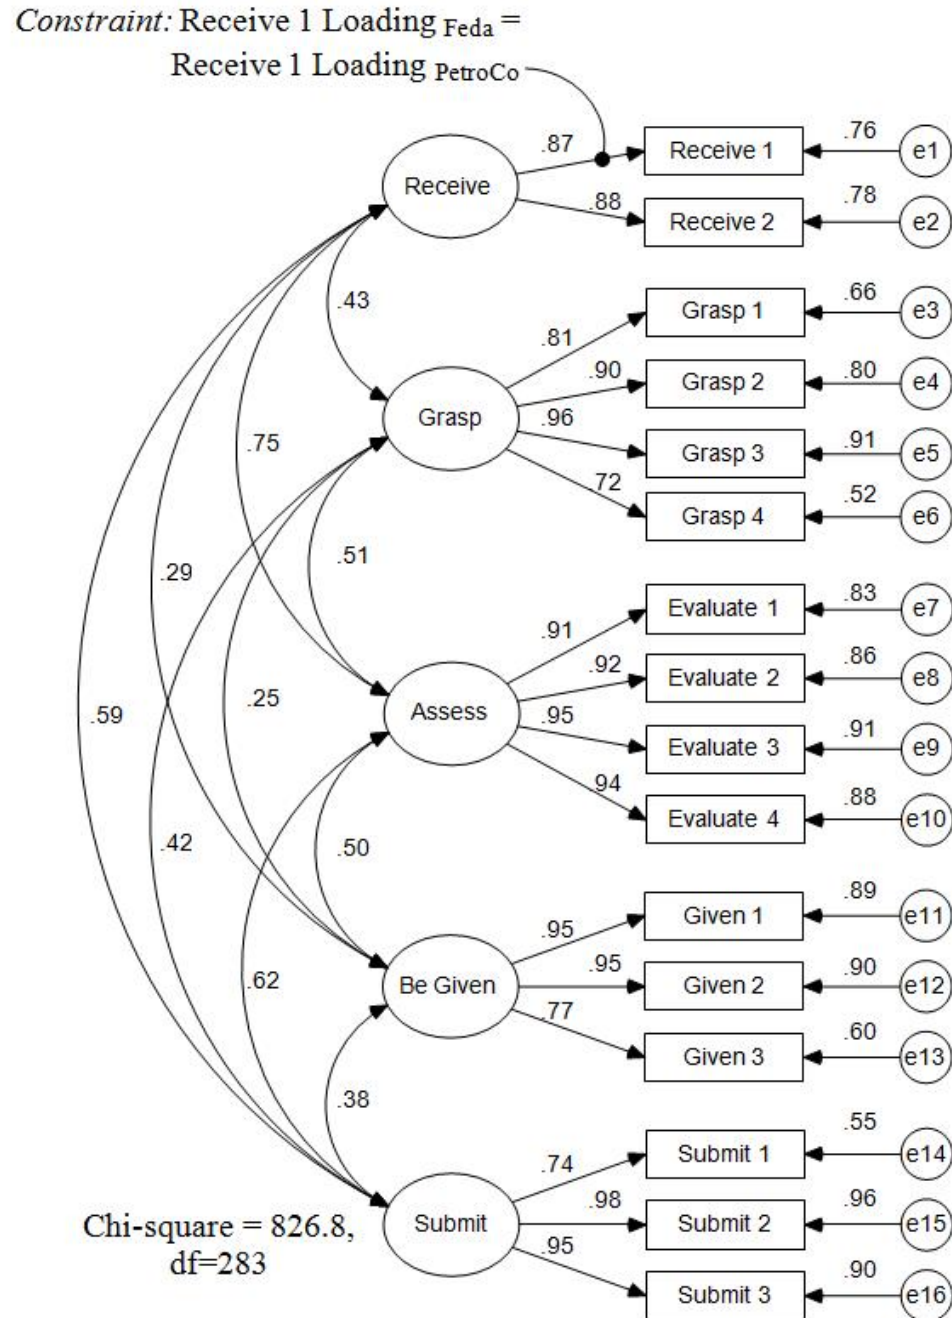 Constraint: Receive 1 Loading Feda =
Receive 1 Loading PetroCo
.87
Receive 1
.76
e1
Receive
.88
Receive 2
.78
e2
.43
.81
Grasp 1
.66
e3
.90
Grasp 2
.80
e4
Grasp
.96
Grasp 3
.91
e5
.75
.72
Grasp 4
.52
e6
.51
.29
.91
Evaluate 1
.83
e7
.92
Evaluate 2
.86
e8
.25
Assess
.59
.95
Evaluate 3
.91
e9
.94
Evaluate 4
.88
e10
.42
.50
.95
Given 1
.89
e11
.95
Given 2
.90
e12
.62
Be Given
.77
Given 3
.60
e13
.38
.74
Submit 1
.55
e14
Submit
.98
Submit 2
.96
e15
.95
Submit 3
.90
e16
Chi-square = 826.8,
df=283